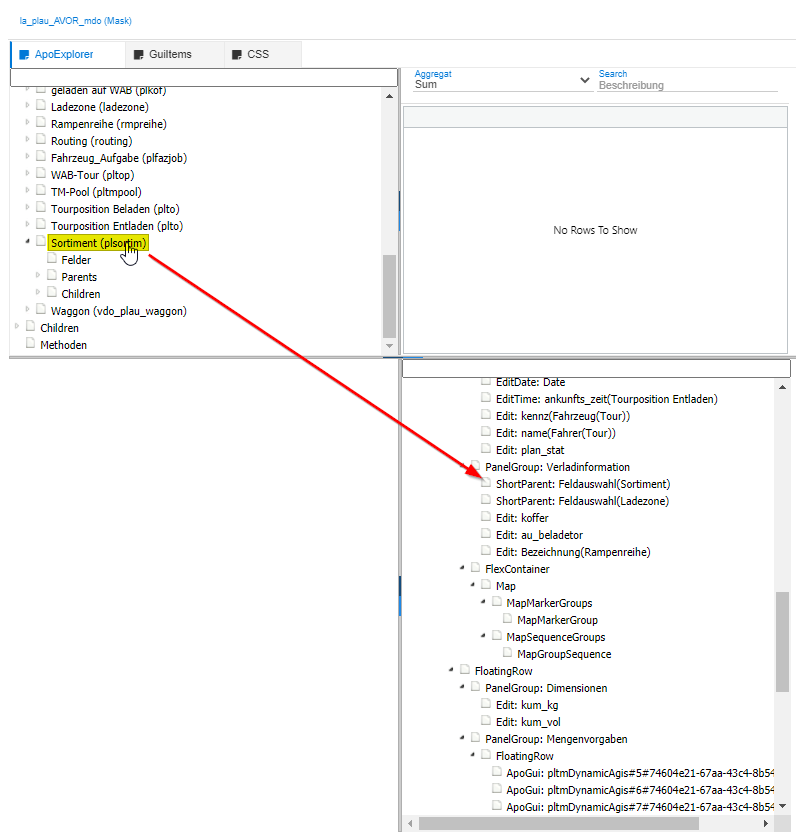 la_plau_AVOR_mdo (Mask)
ApoExplorer
GuiItems
CSS
geladen auf WAB (plkof)
Ladezone (ladezone)
Rampenreihe (rmpreihe)
Routing (routing)
Fahrzeug_Aufgabe (plfazjob)
WAB-Tour (pltop)
TM-Pool (pltmpool)
Tourposition Beladen (plto)
Tourposition Entladen (plto)
Sortiment (plsortim)
Felder
Parents
Children
Waggon (vdo_plau_waggon)
Children
Methoden
Aggregat
Sum
Search
Beschreibung
No Rows To Show
EditDate: Date
EditTime: ankunfts_zeit(Tourposition Entladen)
Edit: kennz(Fahrzeug(Tour))
Edit: name(Fahrer(Tour))
Edit: plan_stat
PanelGroup: Verladinformation
ShortParent: Feldauswahl(Sortiment)
ShortParent: Feldauswahl(Ladezone)
Edit: koffer
Edit: au_beladetor
Edit: Bezeichnung(Rampenreihe)
FlexContainer
Map
MapMarkerGroups
MapMarkerGroup
MapSequenceGroups
MapGroupSequence
FloatingRow
PanelGroup: Dimensionen
Edit: kum_kg
Edit: kum_vol
PanelGroup: Mengenvorgaben
FloatingRow
ApoGui: pltmDynamicAgis#5#74604e21-67aa-43c4-8b54
ApoGui: pltmDynamicAgis#6#74604e21-67aa-43c4-8b54
ApoGui: pltmDynamicAgis#7#74604e21-67aa-43c4-8b54